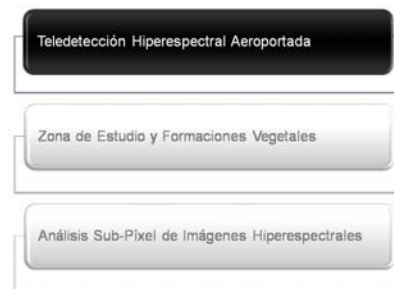 Teledetección Hiperespectral Aeroportada
Zona de Estudio y Formaciones Vegetales
Análisis Sub-Píxel de Imágenes Hiperespectrales